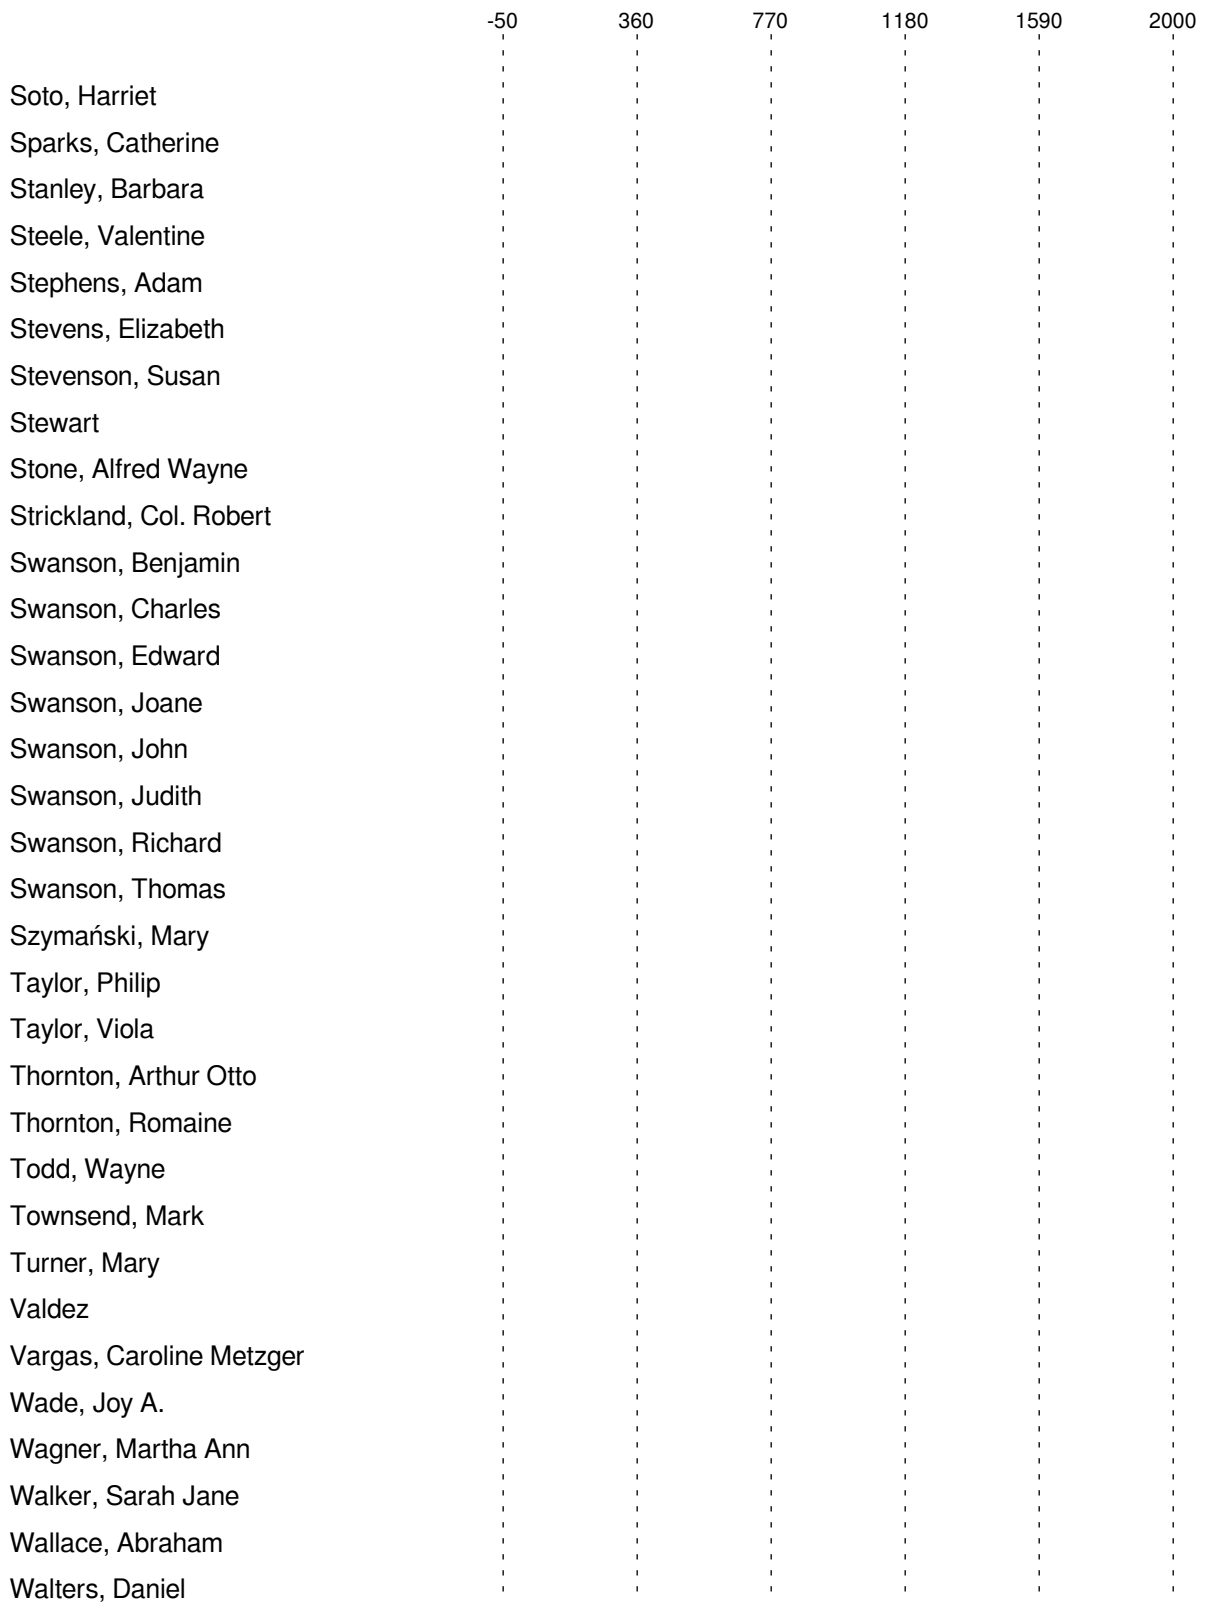 -50 360 770 1180 1590 2000
Soto, Harriet
Sparks, Catherine
Stanley, Barbara
Steele, Valentine
Stephens, Adam
Stevens, Elizabeth
Stevenson, Susan
Stewart
Stone, Alfred Wayne
Strickland, Col. Robert
Swanson, Benjamin
Swanson, Charles
Swanson, Edward
Swanson, Joane
Swanson, John
Swanson, Judith
Swanson, Richard
Swanson, Thomas
Szymański, Mary
Taylor, Philip
Taylor, Viola
Thornton, Arthur Otto
Thornton, Romaine
Todd, Wayne
Townsend, Mark
Turner, Mary
Valdez
Vargas, Caroline Metzger
Wade, Joy A.
Wagner, Martha Ann
Walker, Sarah Jane
Wallace, Abraham
Walters, Daniel